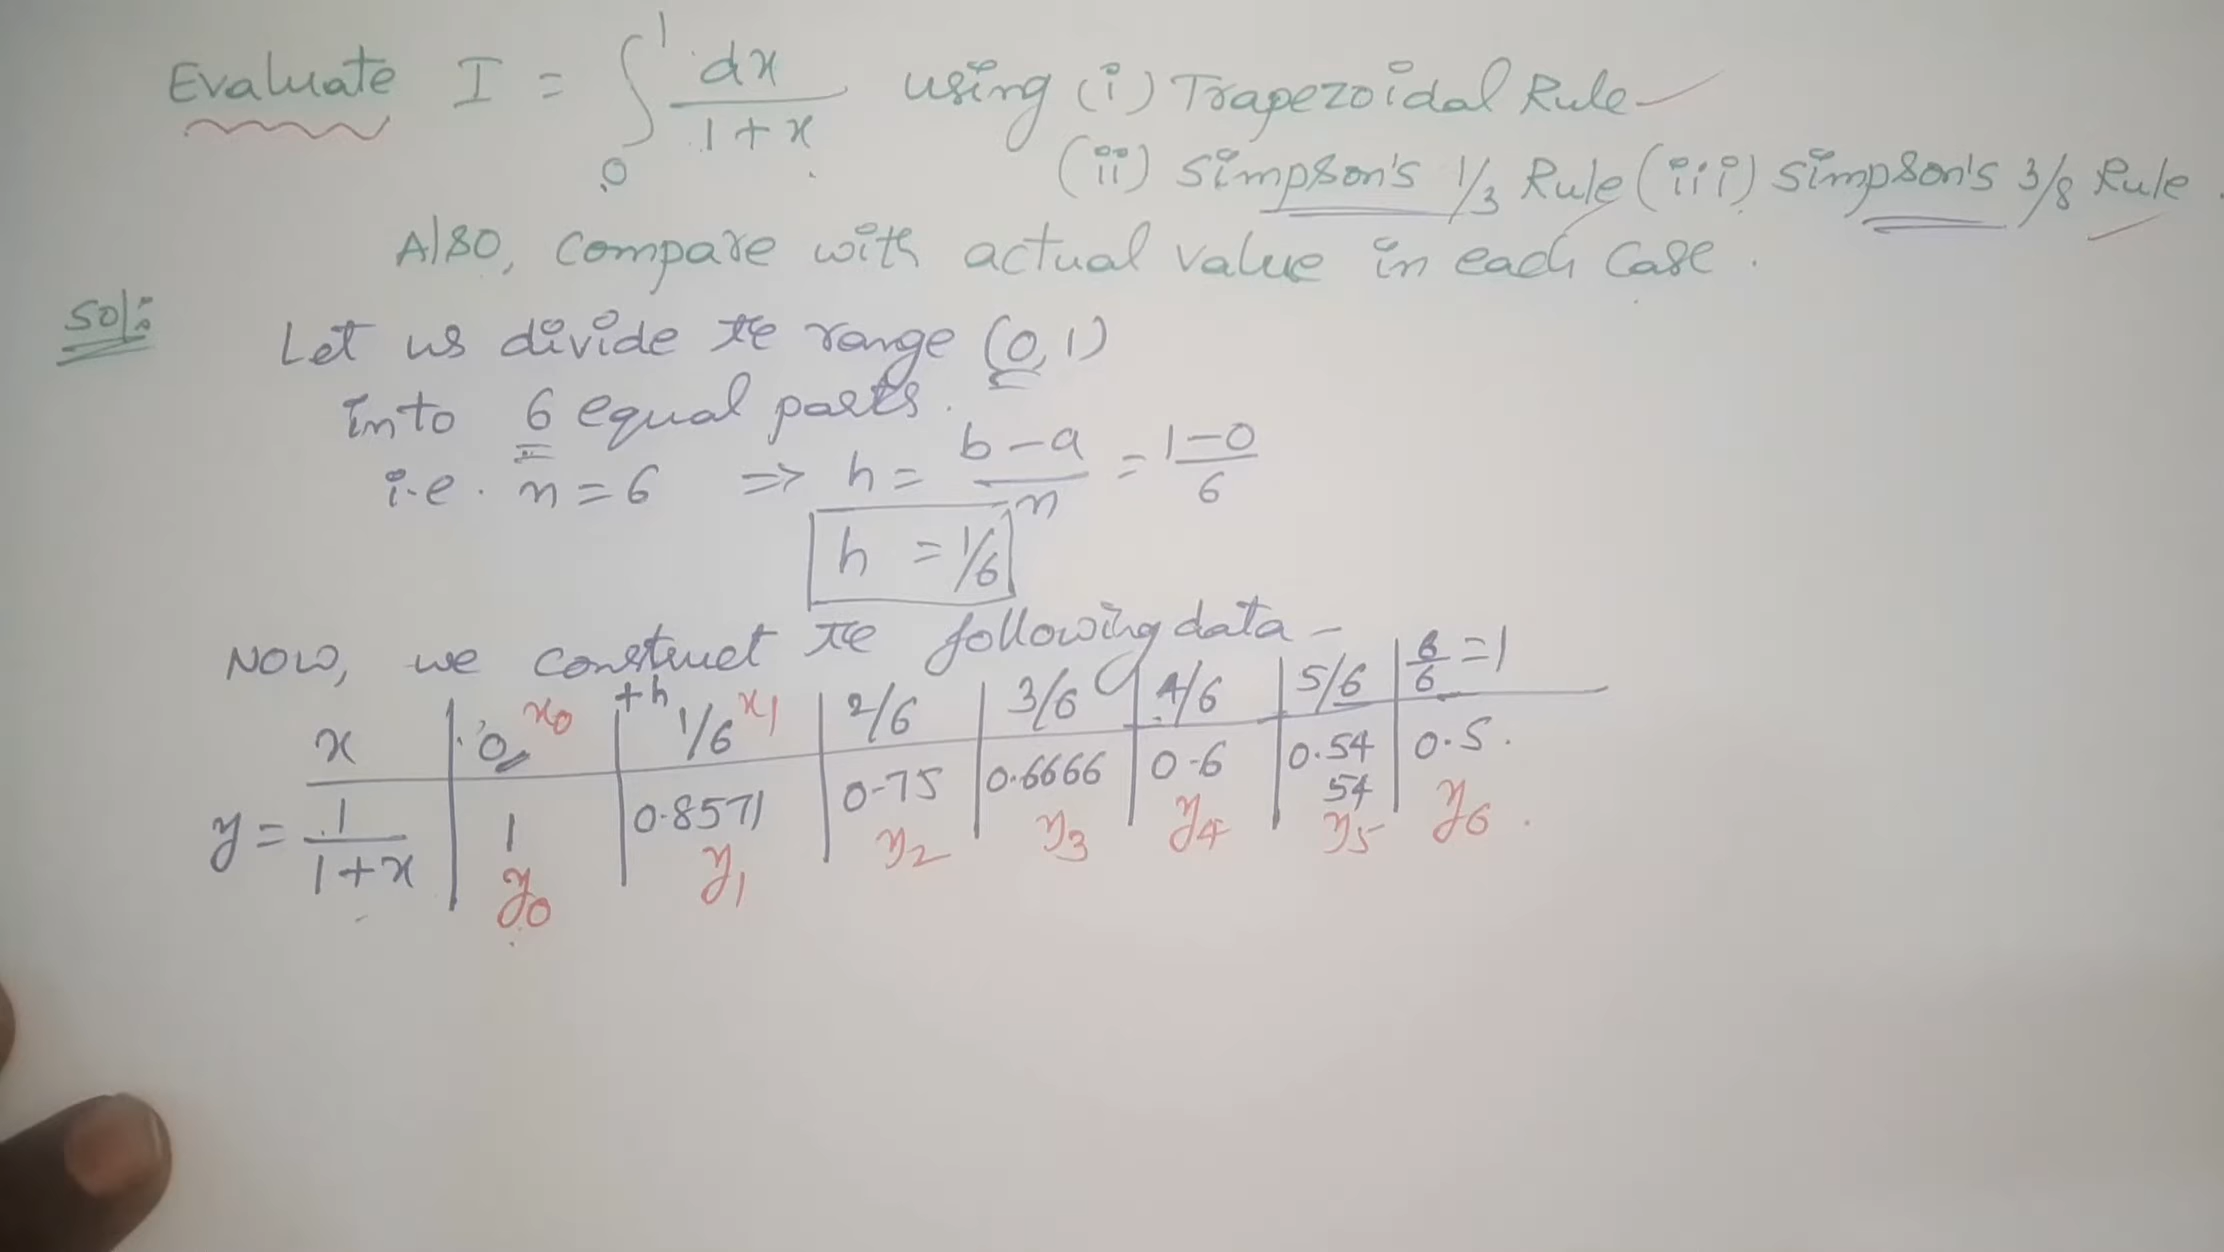 Evaluate I = ∫₀¹ dx/(1+x) using (i) Trapezoidal Rule
(ii) Simpson's 1/3 Rule (iii) Simpson's 3/8 Rule.
Also, compare with actual value in each case.
Sol:
Let us divide the range (0,1)
into 6 equal parts.
i.e. n = 6 ⇒ h = (b-a)/n = (1-0)/6
h = 1/6
Now, we construct the following data -
x | 0 x₀ | +h 1/6 x₁ | 2/6 | 3/6 | 4/6 | 5/6 | 6/6 = 1
y = 1/(1+x) | 1 | 0.8571 | 0.75 | 0.6666 | 0.6 | 0.5454 | 0.5
y₀ y₁ y₂ y₃ y₄ y₅ y₆